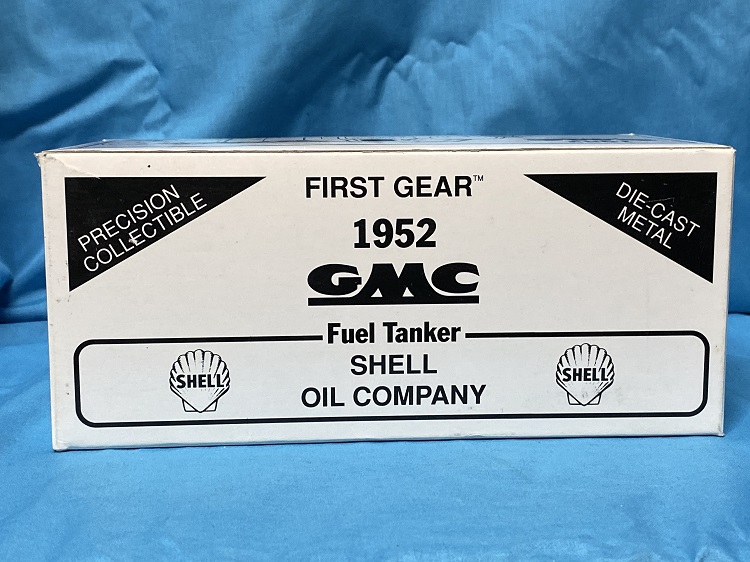 PRECISION
COLLECTIBLE
FIRST GEAR™
DIE-CAST
METAL
1952
GMC
Fuel Tanker
SHELL
SHELL
SHELL
OIL COMPANY